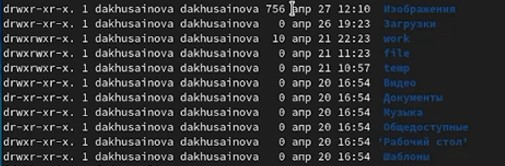 drwxr-xr-x. 1 dakhusainova dakhusainova 756 апр 27 12:10 Изображения
drwxr-xr-x. 1 dakhusainova dakhusainova 0 апр 26 19:23 Загрузки
drwxrwxr-x. 1 dakhusainova dakhusainova 10 апр 21 22:23 work
drwxrwxr-x. 1 dakhusainova dakhusainova 0 апр 21 11:23 file
drwxrwxr-x. 1 dakhusainova dakhusainova 0 апр 21 10:57 temp
drwxr-xr-x. 1 dakhusainova dakhusainova 0 апр 20 16:54 Видео
dr-xr-xr-x. 1 dakhusainova dakhusainova 0 апр 20 16:54 Документы
drwxr-xr-x. 1 dakhusainova dakhusainova 0 апр 20 16:54 Музыка
dr-xr-xr-x. 1 dakhusainova dakhusainova 0 апр 20 16:54 Общедоступные
drwxr-xr-x. 1 dakhusainova dakhusainova 0 апр 20 16:54 'Рабочий стол'
drwxr-xr-x. 1 dakhusainova dakhusainova 0 апр 20 16:54 Шаблоны